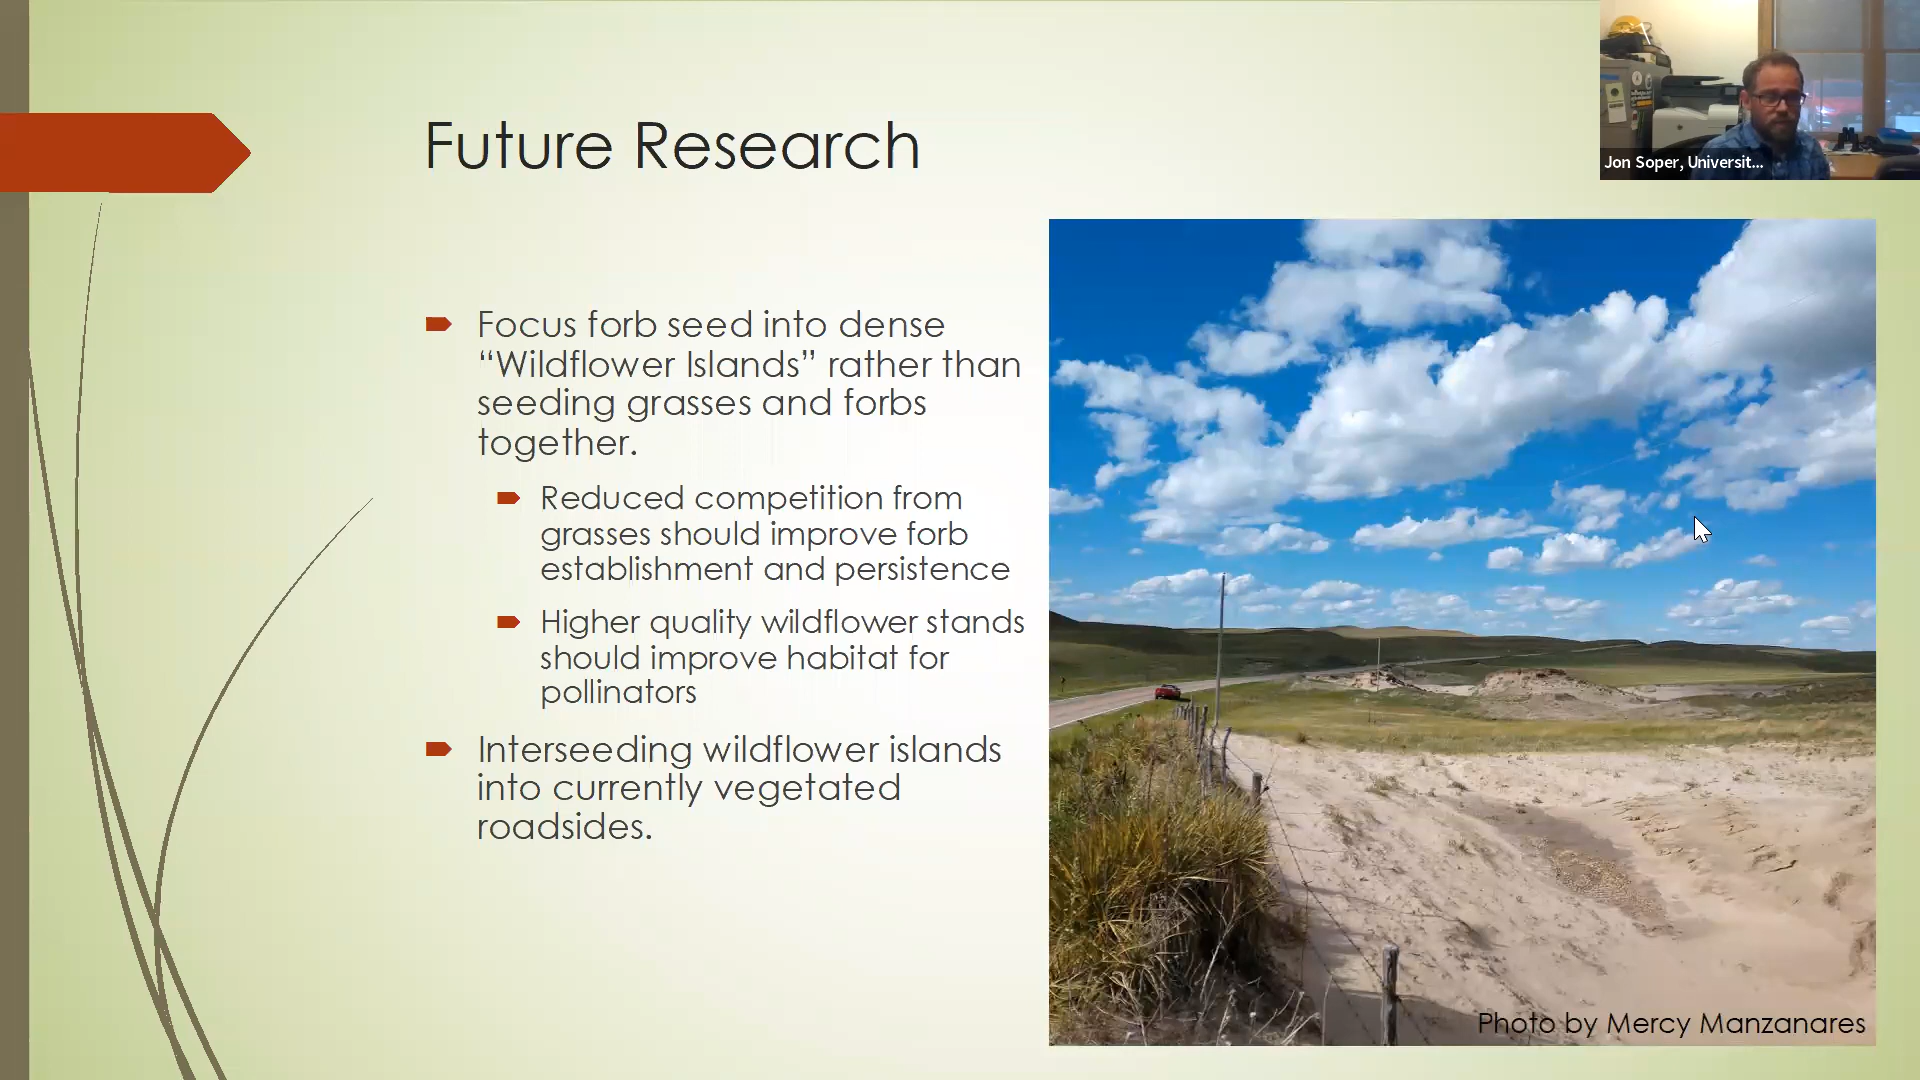 Future Research
Jon Soper, Universit...
Focus forb seed into dense
“Wildflower Islands” rather than
seeding grasses and forbs
together.
Reduced competition from
grasses should improve forb
establishment and persistence
Higher quality wildflower stands
should improve habitat for
pollinators
Interseeding wildflower islands
into currently vegetated
roadsides.
Photo by Mercy Manzanares